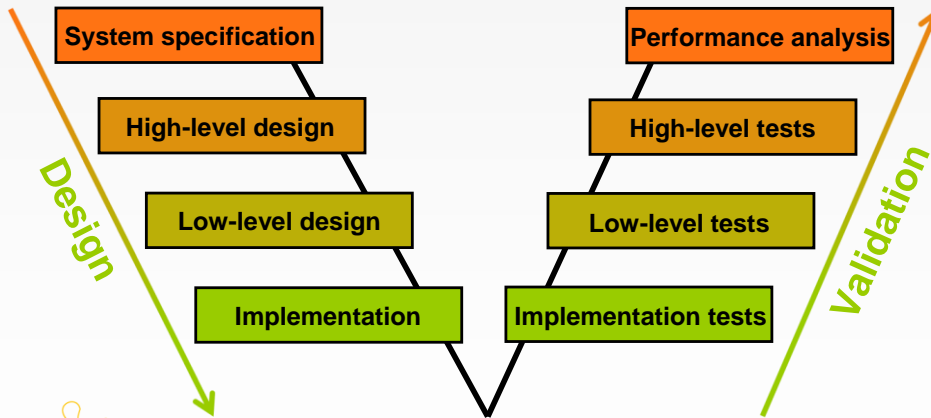 System specification
Performance analysis
High-level design
High-level tests
Design
Validation
Low-level design
Low-level tests
Implementation
Implementation tests